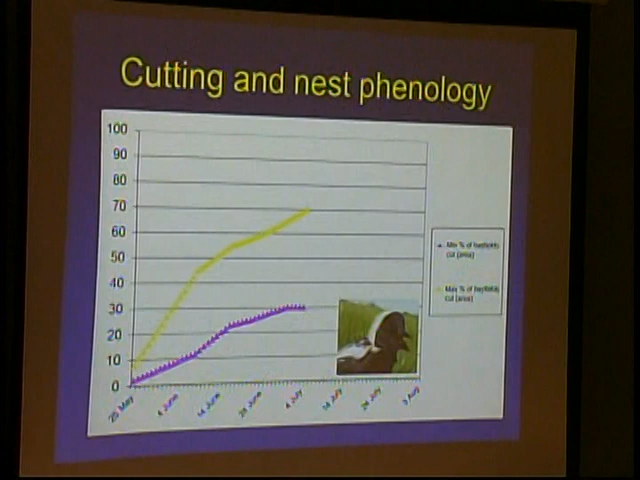 Cutting and nest phenology
100
90
80
70
60
50
40
30
20
10
0
25 May
4 June
14 June
24 June
4 July
14 July
24 July
3 Aug
Min % of hayfields
cut (area)
Max % of hayfields
cut (area)